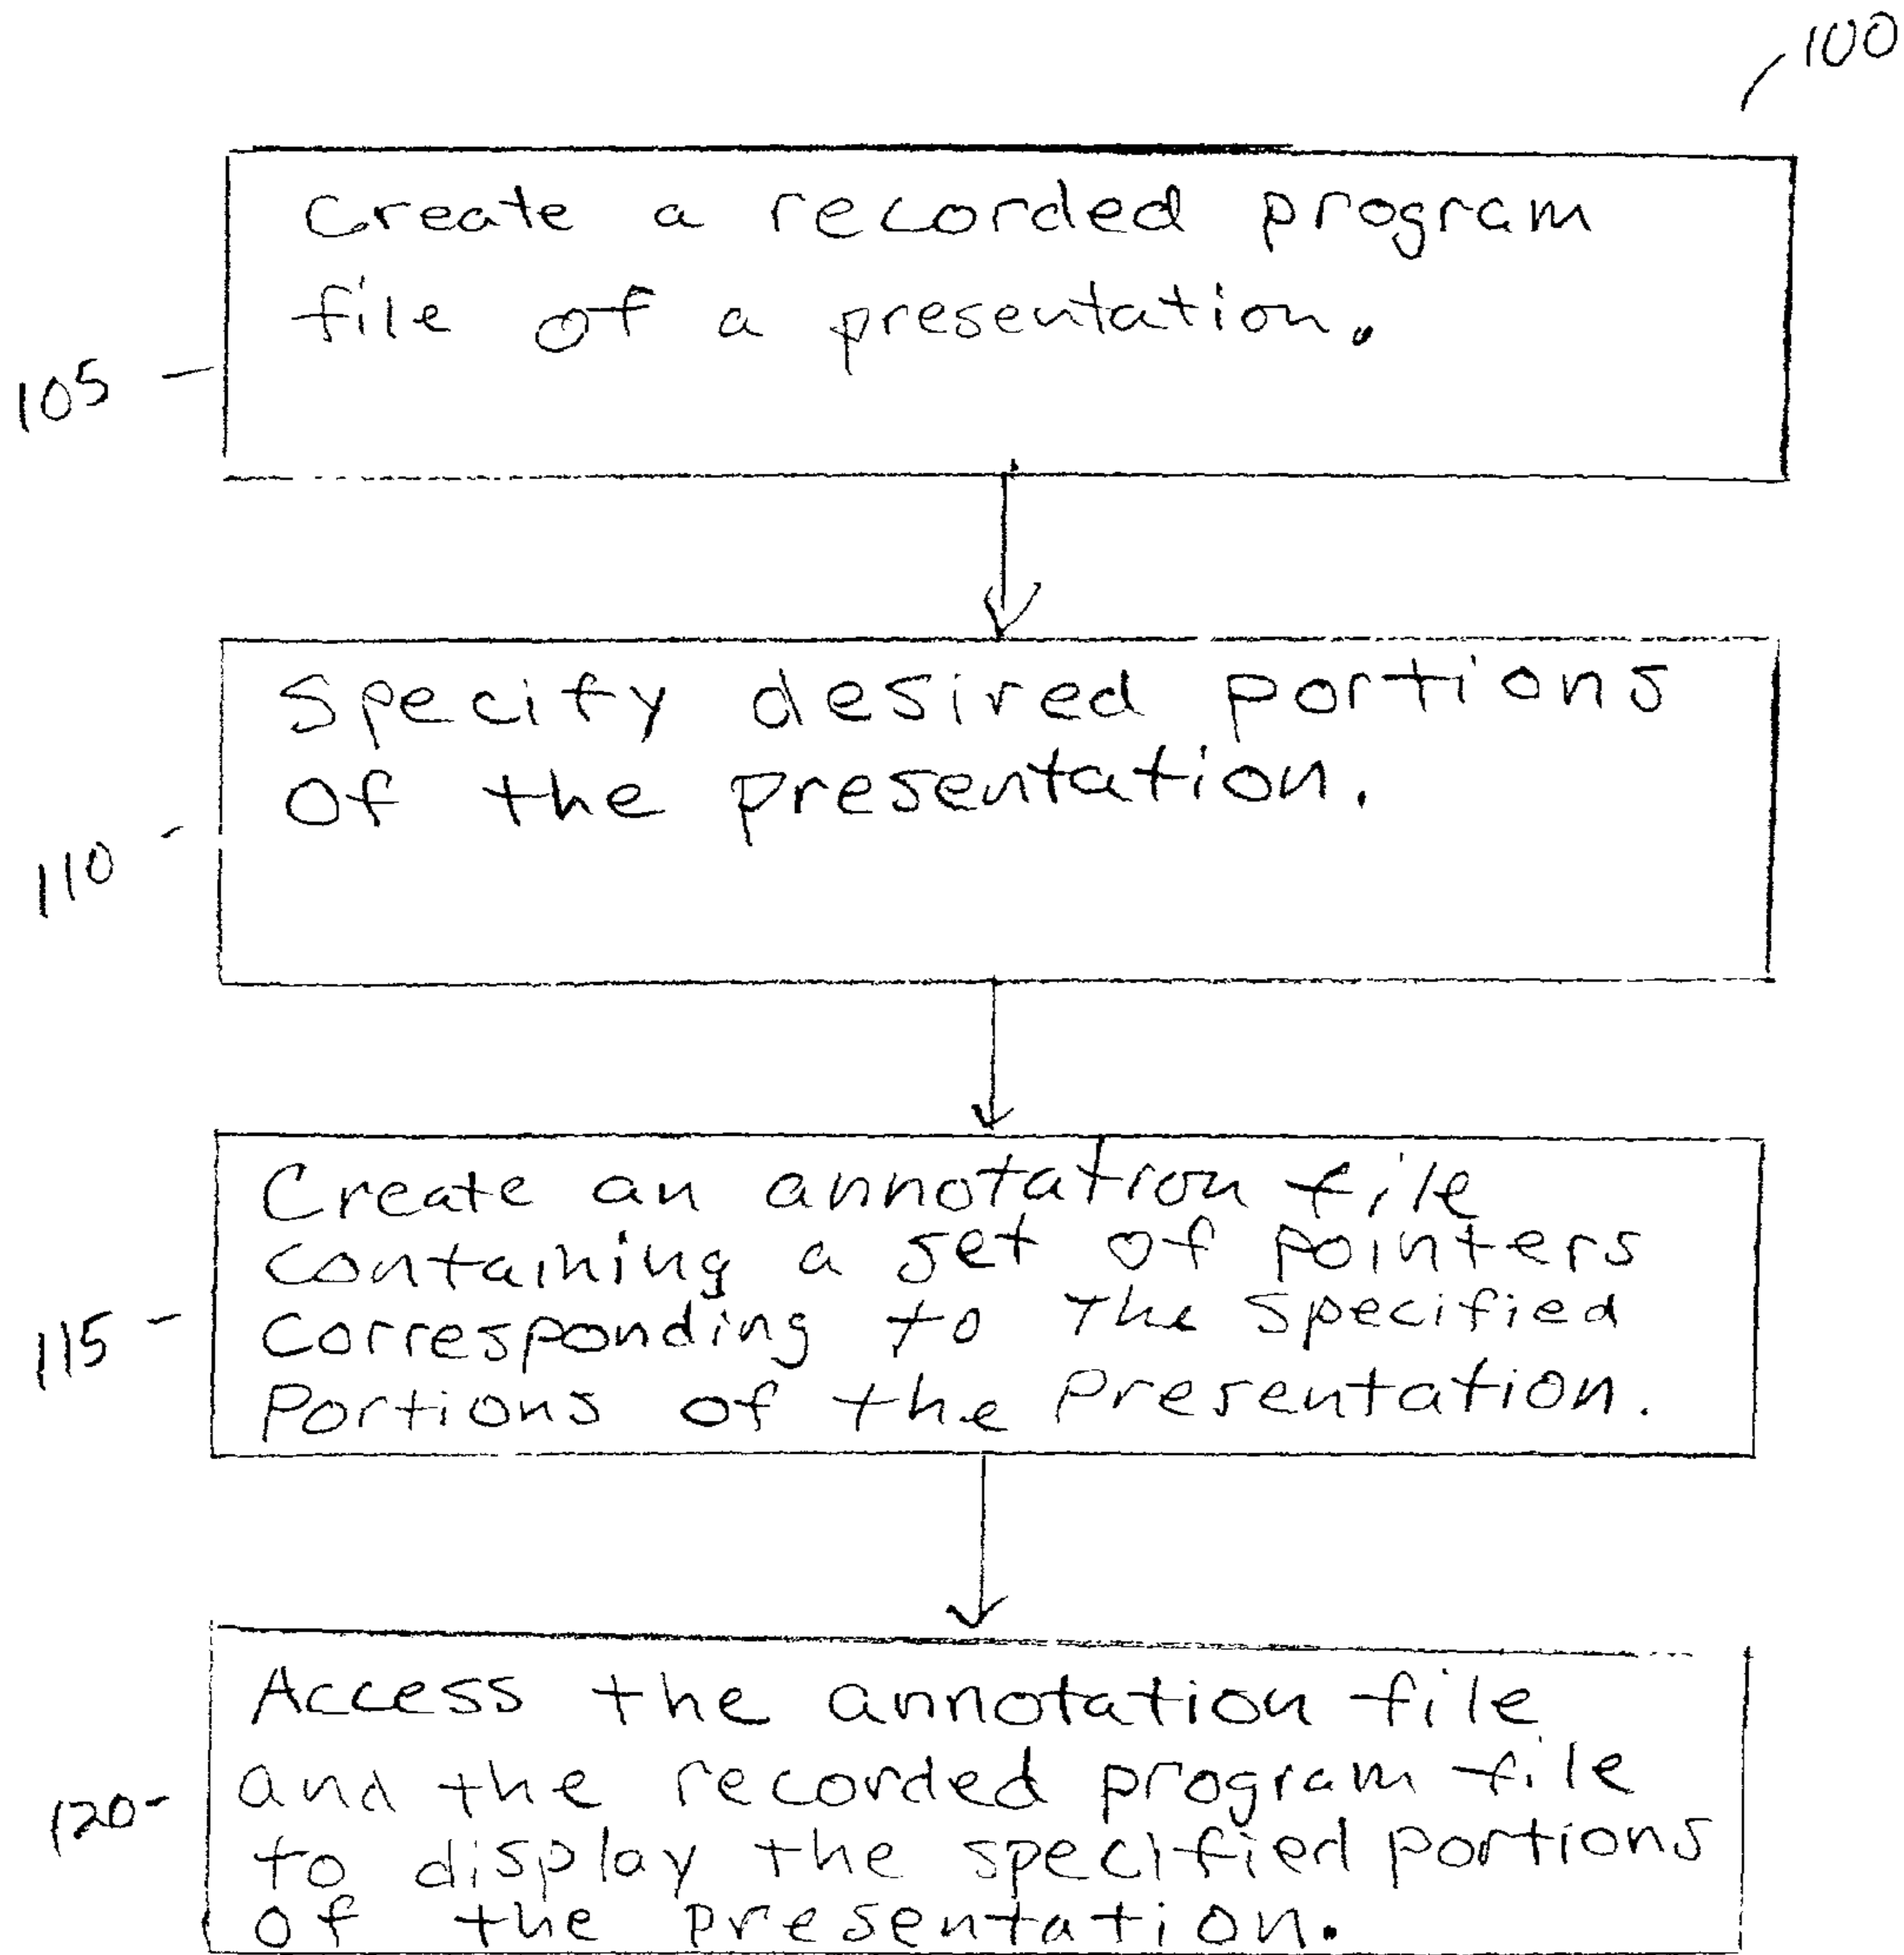 100
Create a recorded program
file of a presentation.
105
Specify desired portions
of the presentation.
110
Create an annotation file
containing a set of pointers
corresponding to the specified
Portions of the Presentation.
115
Access the annotation file
and the recorded program file
to display the specified portions
of the presentation.
120